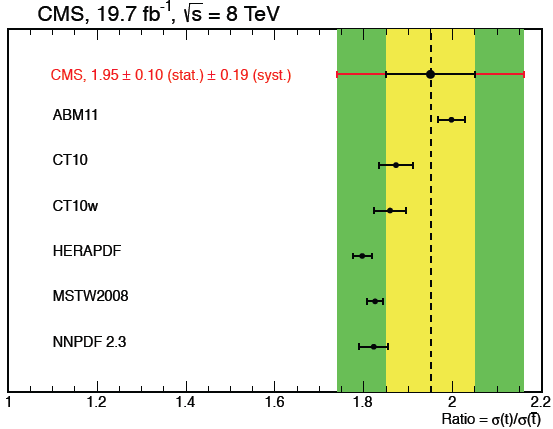 CMS, 19.7 fb⁻¹, √s = 8 TeV
CMS, 1.95 ± 0.10 (stat.) ± 0.19 (syst.)
ABM11
CT10
CT10w
HERAPDF
MSTW2008
NNPDF 2.3
1 1.2 1.4 1.6 1.8 2 2.2
Ratio = σ(t)/σ(t̄)